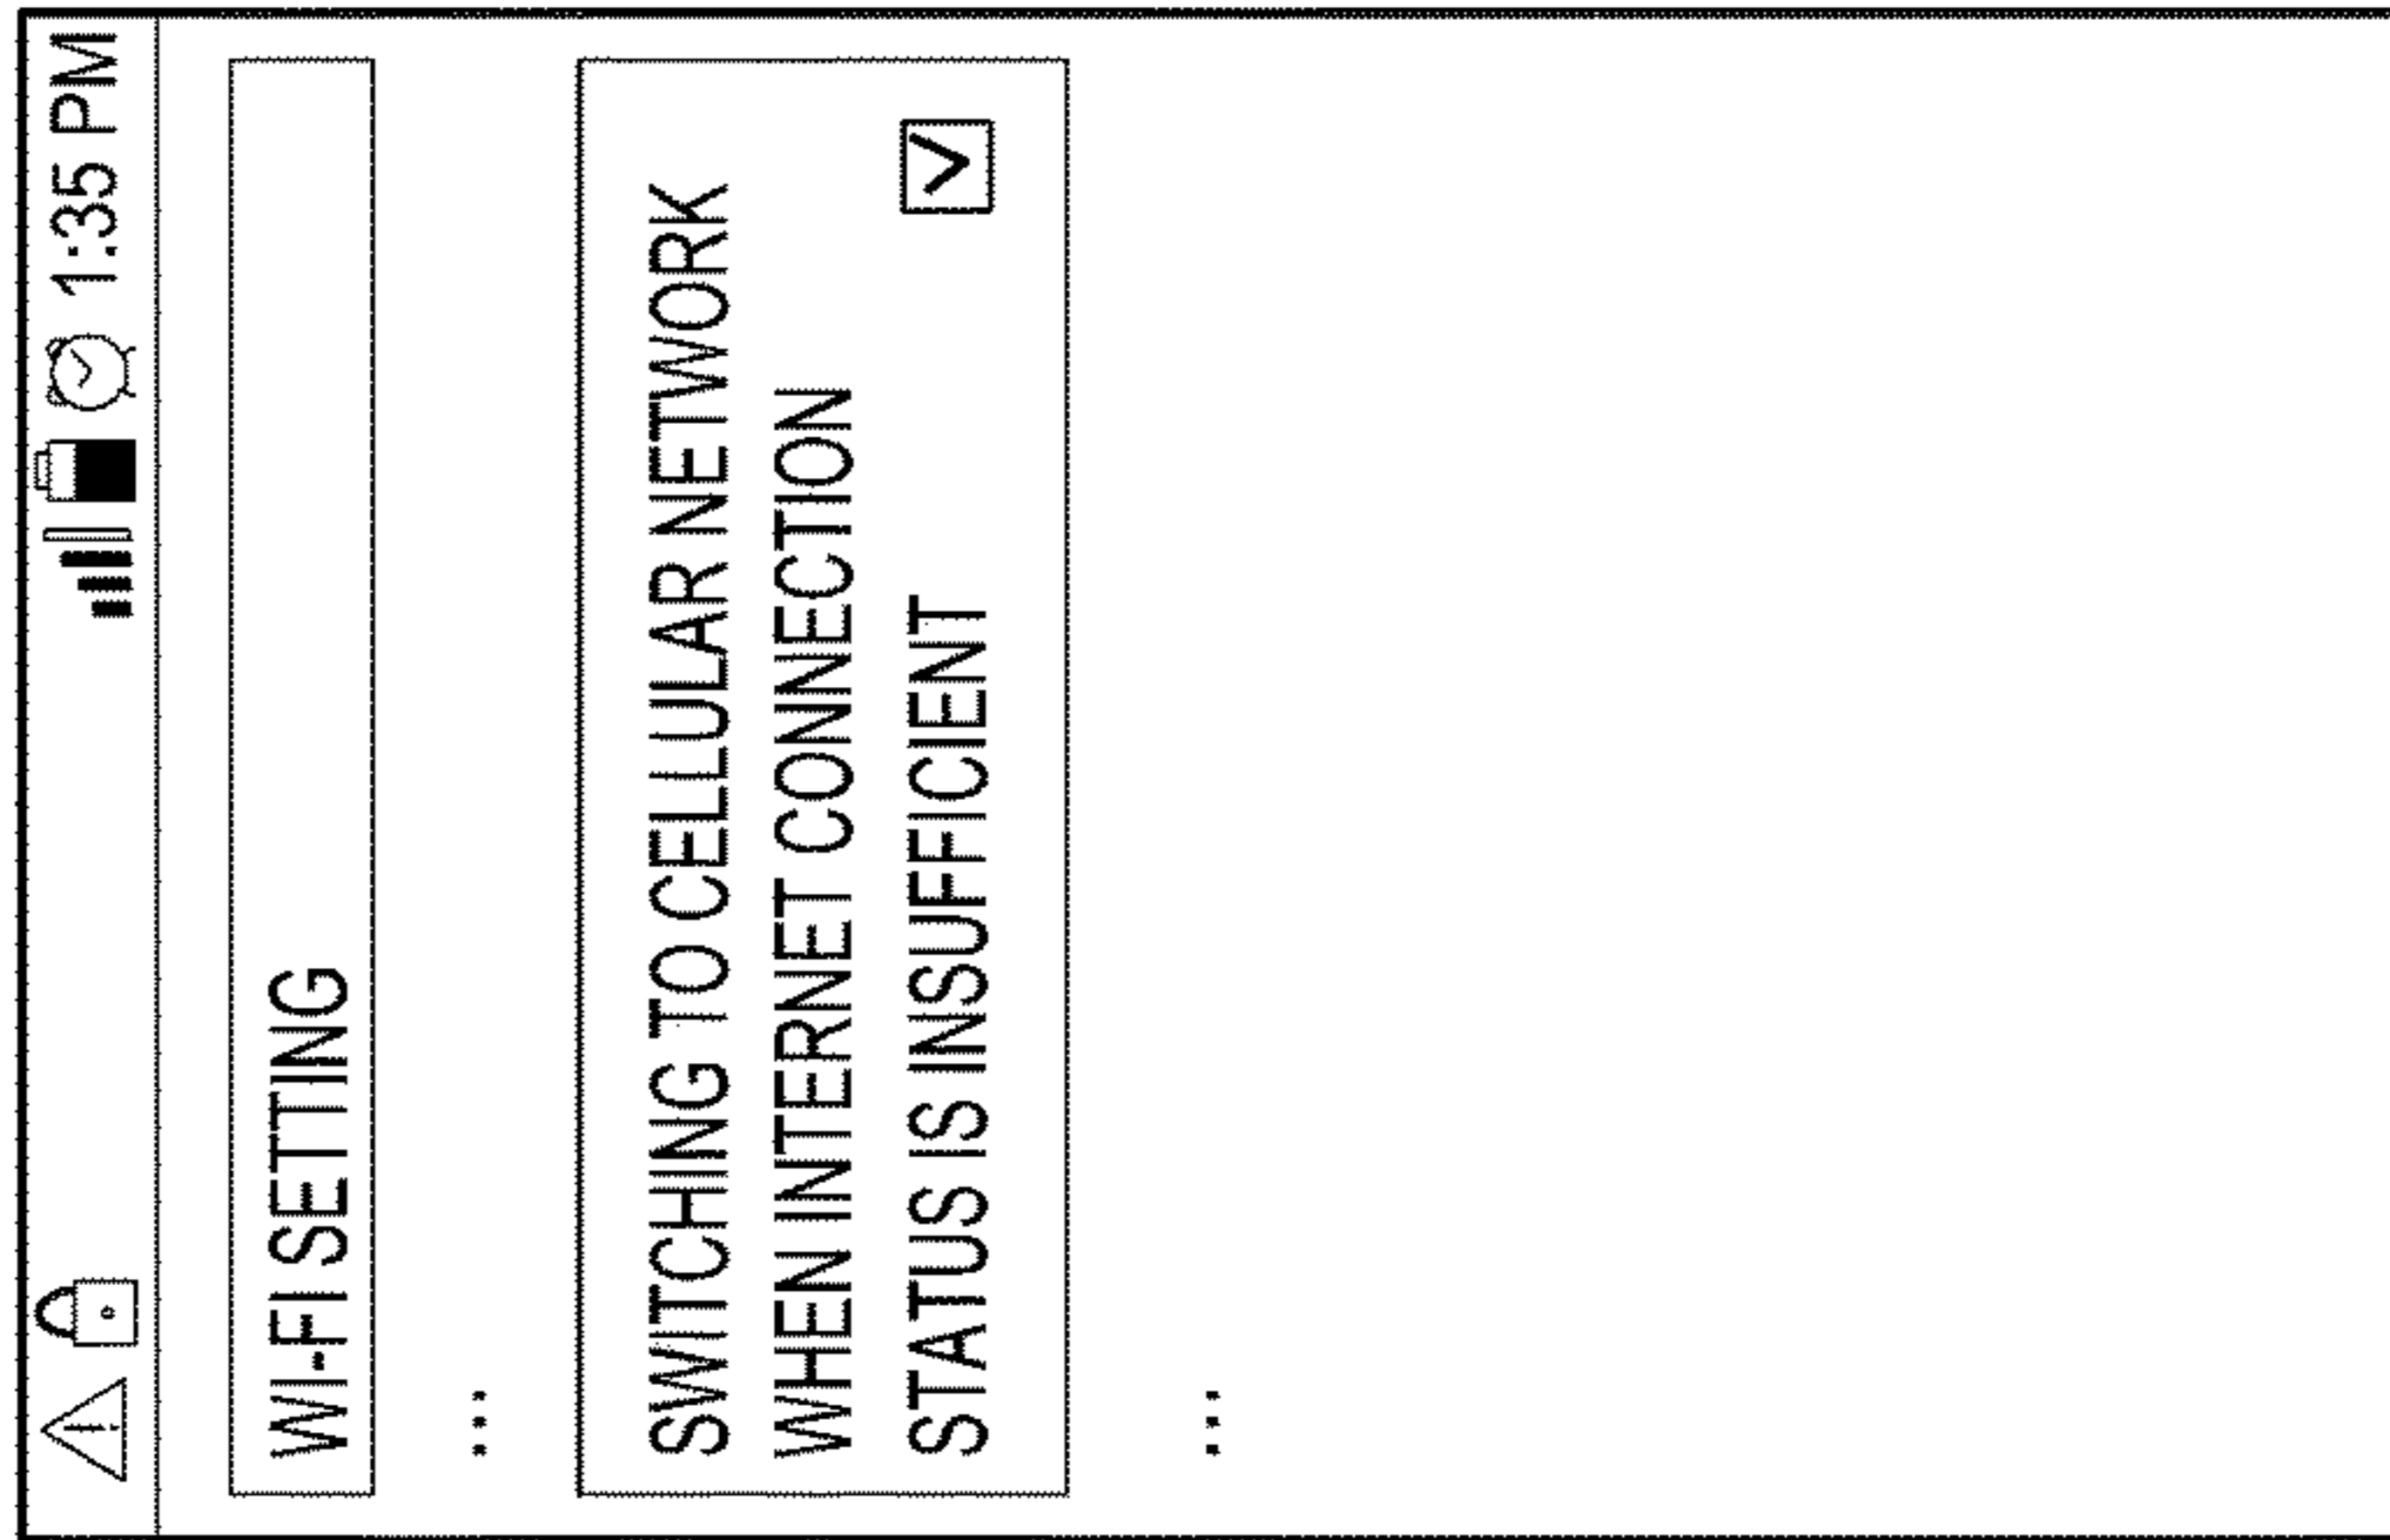 1:35 PM
WI-FI SETTING
...
SWITCHING TO CELLULAR NETWORK
WHEN INTERNET CONNECTION
STATUS IS INSUFFICIENT
...